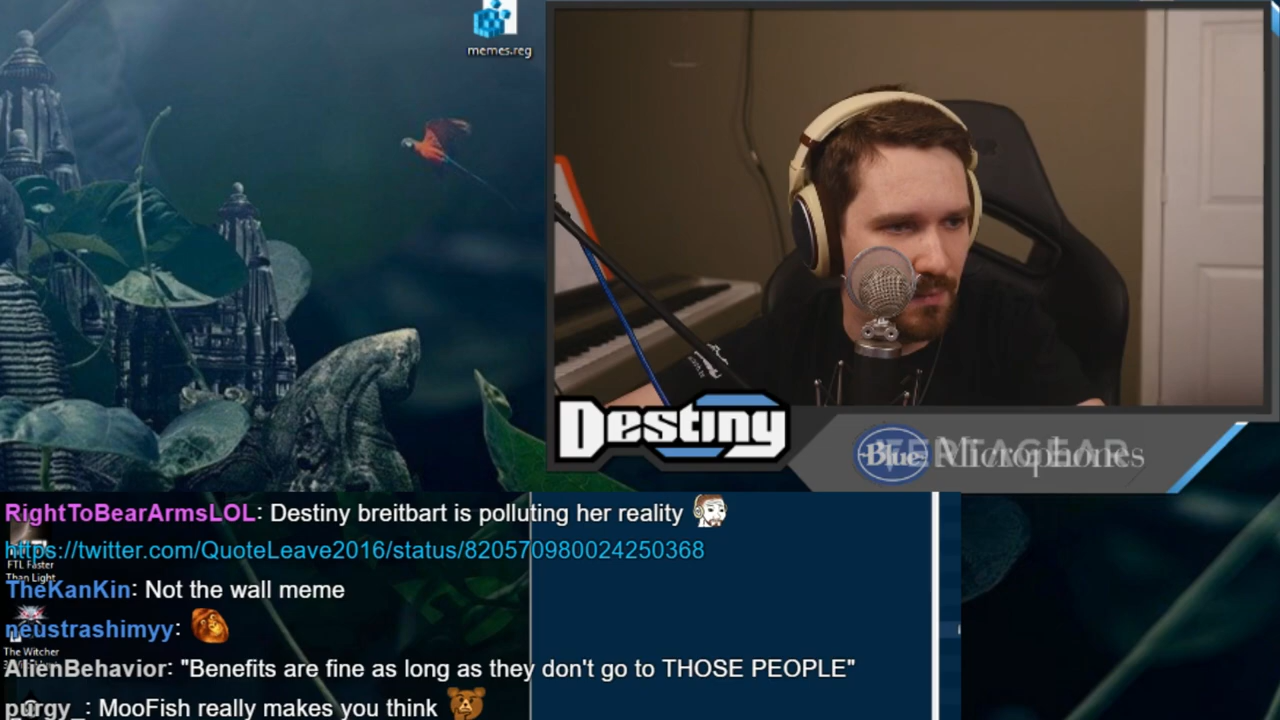 memes.reg
Destiny
Blue Microphones
VERTAGEAR
RightToBearArmsLOL: Destiny breitbart is polluting her reality
https://twitter.com/QuoteLeave2016/status/820570980024250368
FTL Faster
Than Light
TheKanKin: Not the wall meme
neustrashimyy:
The Witcher
AlienBehavior: "Benefits are fine as long as they don't go to THOSE PEOPLE"
purgy_: MooFish really makes you think